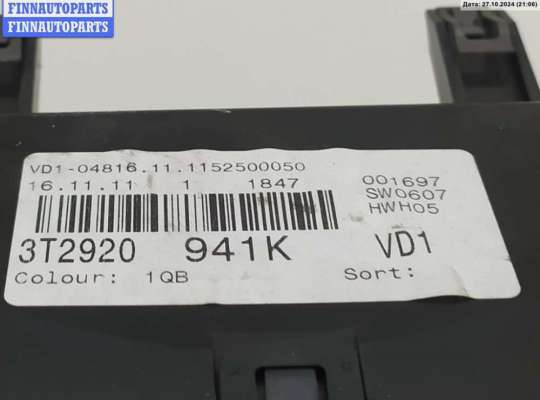 FINNAUTOPARTS
FINNAUTOPARTS
FINNAUTOPARTS
Дата: 27.10.2024 (21:06)
VD1-04816.11.1152500050
16.11.11 1 1847
001697
SW0607
HWH05
3T2920 941K VD1
Colour: 1QB Sort: